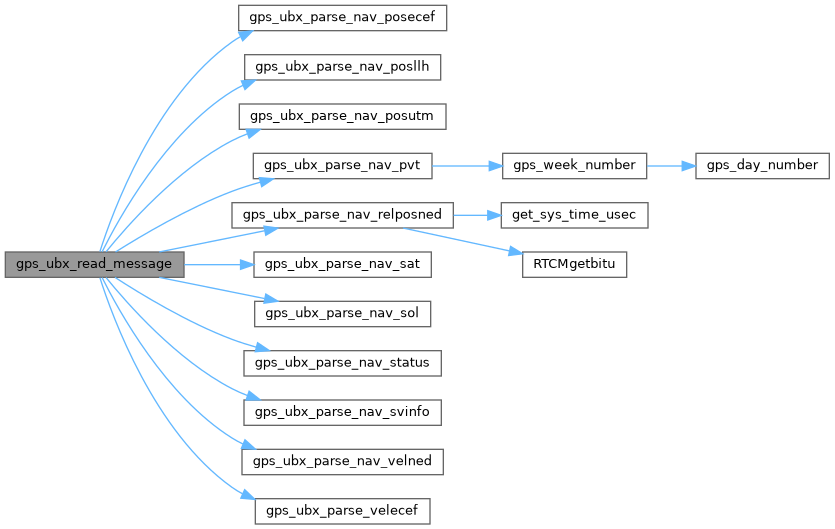 gps_ubx_parse_nav_posecef
gps_ubx_parse_nav_posllh
gps_ubx_parse_nav_posutm
gps_ubx_parse_nav_pvt
gps_week_number
gps_day_number
gps_ubx_parse_nav_relposned
get_sys_time_usec
gps_ubx_read_message
gps_ubx_parse_nav_sat
RTCMgetbitu
gps_ubx_parse_nav_sol
gps_ubx_parse_nav_status
gps_ubx_parse_nav_svinfo
gps_ubx_parse_nav_velned
gps_ubx_parse_velecef